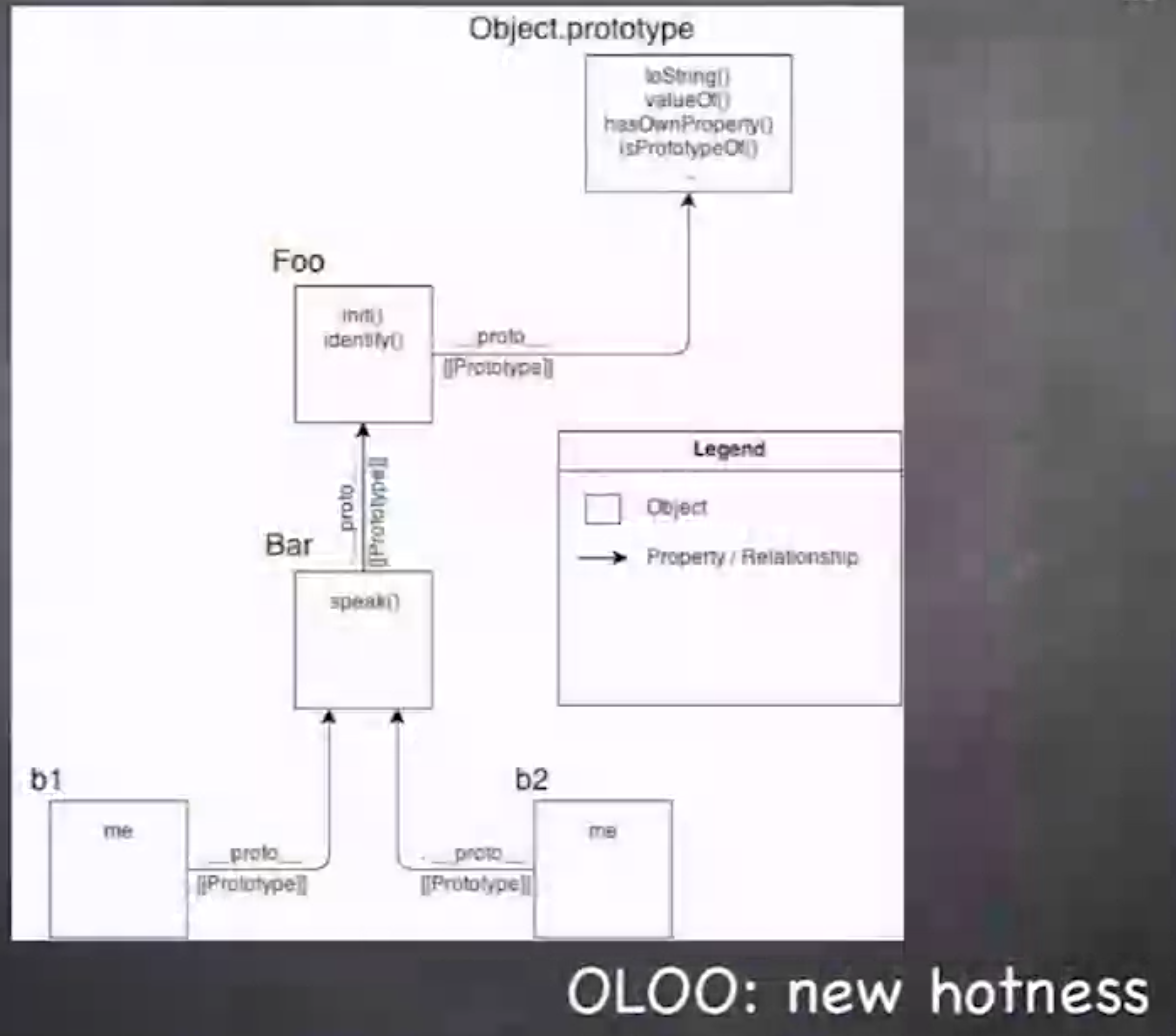 Object.prototype
toString()
valueOf()
hasOwnProperty()
isPrototypeOf()
Foo
init()
identify()
__proto__
[[Prototype]]
Legend
Object
Property / Relationship
__proto__
[[Prototype]]
Bar
speak()
b1
me
__proto__
[[Prototype]]
b2
me
__proto__
[[Prototype]]
OLOO: new hotness